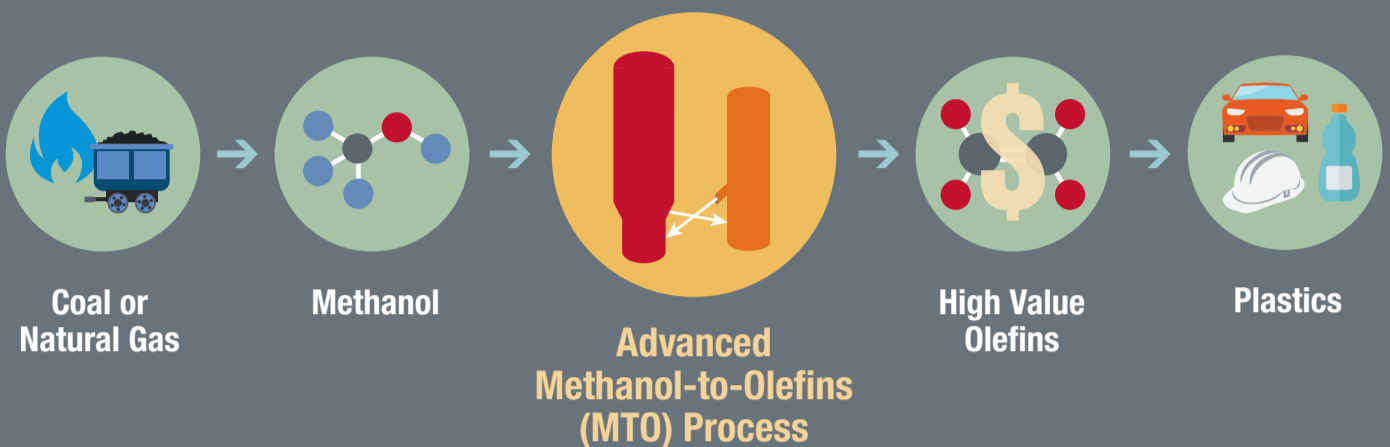 Coal or
Natural Gas
Methanol
Advanced
Methanol-to-Olefins
(MTO) Process
$
High Value
Olefins
Plastics